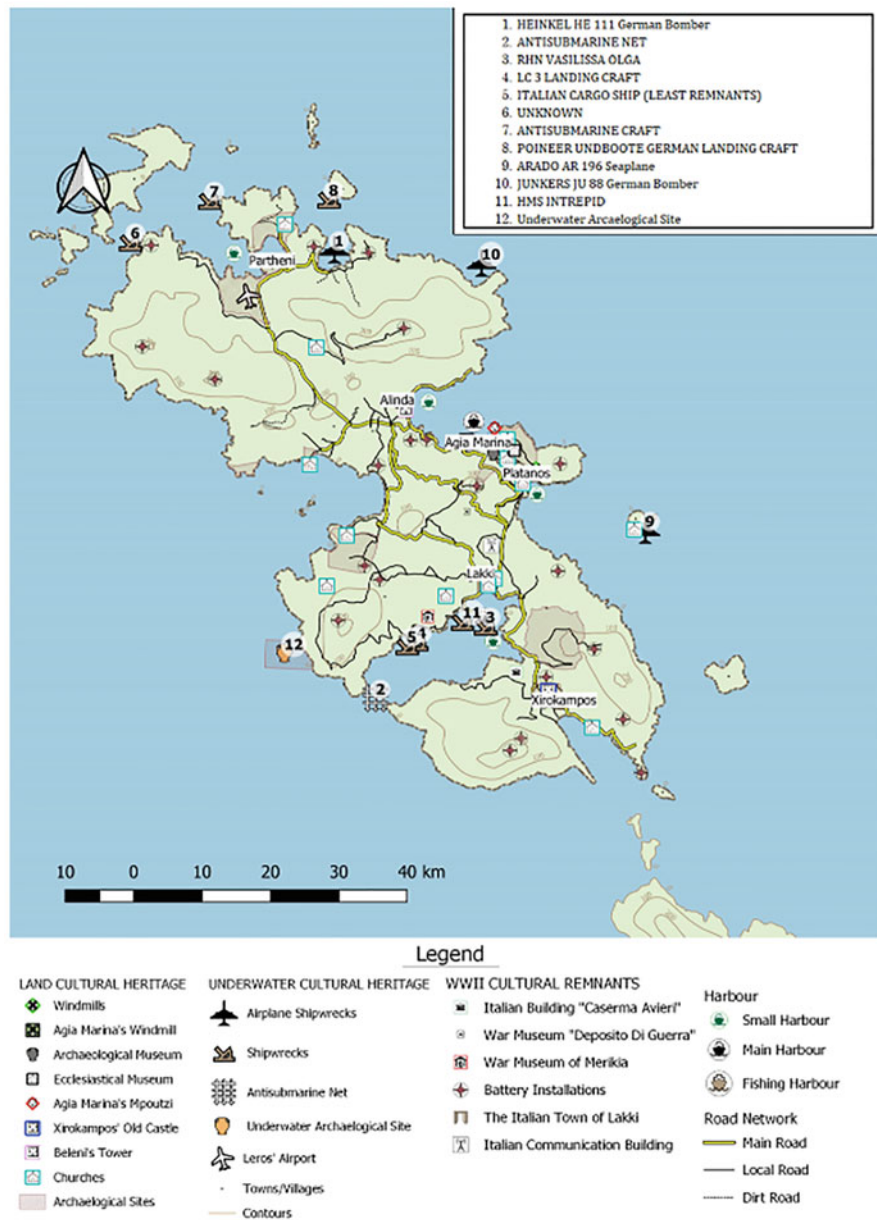 1. HEINKEL HE 111 German Bomber
2. ANTISUBMARINE NET
3. RHN VASILISSA OLGA
4. LC 3 LANDING CRAFT
5. ITALIAN CARGO SHIP (LEAST REMNANTS)
6. UNKNOWN
7. ANTISUBMARINE CRAFT
8. POINEER UNDBOOTE GERMAN LANDING CRAFT
9. ARADO AR 196 Seaplane
10. JUNKERS JU 88 German Bomber
11. HMS INTREPID
12. Underwater Arcaelogical Site
7
8
6
1
Partheni
10
Alinda
Agia Marina
Platanos
9
Lakki
11
3
5
12
2
Xirokampos
10 0 10 20 30 40 km
Legend
LAND CULTURAL HERITAGE
Windmills
Agia Marina's Windmill
Archaeological Museum
Ecclesiastical Museum
Agia Marina's Mpoutzi
Xirokampos' Old Castle
Beleni's Tower
Churches
Archaeological Sites
UNDERWATER CULTURAL HERITAGE
Airplane Shipwrecks
Shipwrecks
Antisubmarine Net
Underwater Archaelogical Site
Leros' Airport
Towns/Villages
Contours
WWII CULTURAL REMNANTS
Italian Building "Caserma Avieri"
War Museum "Deposito Di Guerra"
War Museum of Merikia
Battery Installations
The Italian Town of Lakki
Italian Communication Building
Harbour
Small Harbour
Main Harbour
Fishing Harbour
Road Network
Main Road
Local Road
Dirt Road